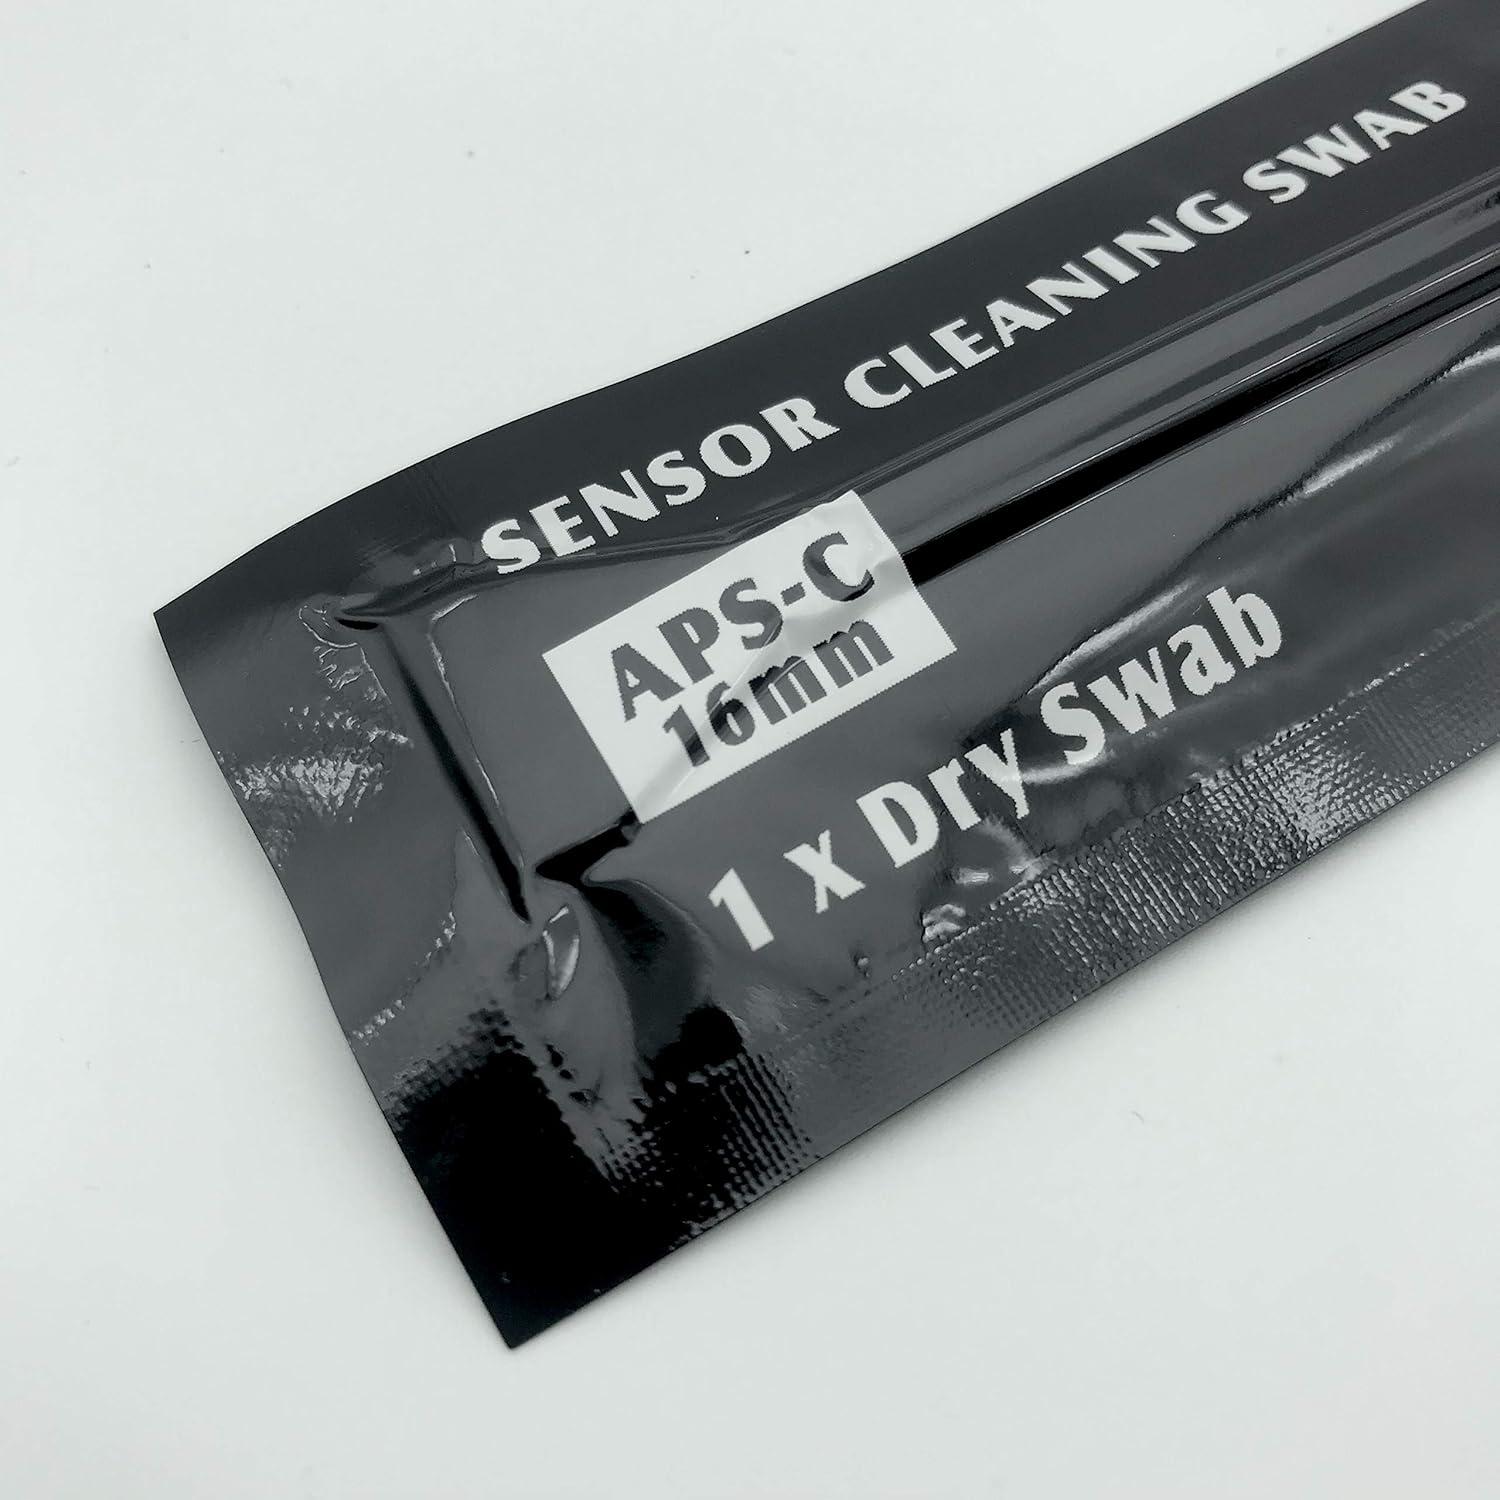 SENSOR CLEANING SWAB
APS-C
16mm
1 x Dry Swab